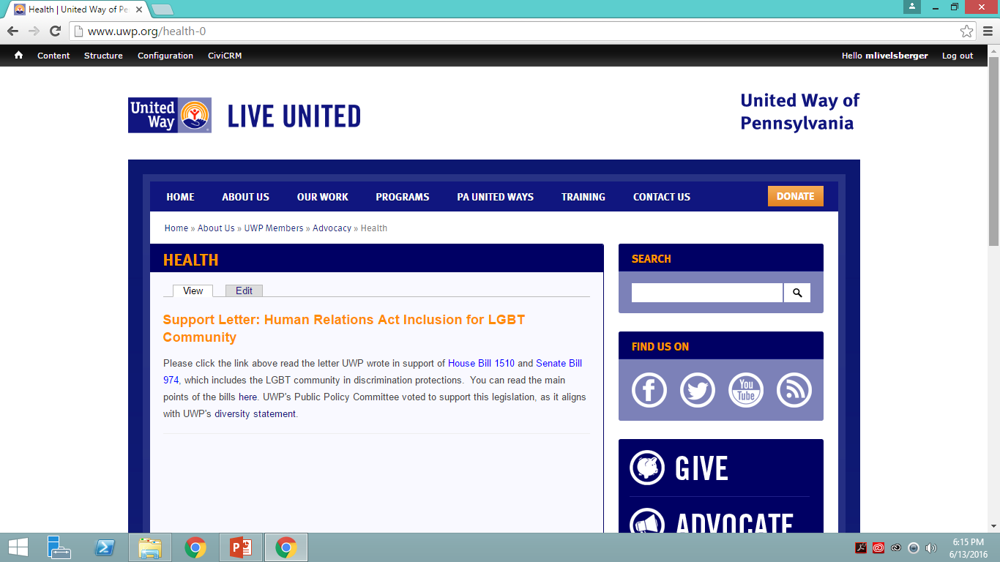 Health | United Way of Pe
www.uwp.org/health-0
Content Structure Configuration CiviCRM Hello mlivelsberger Log out
United Way
LIVE UNITED
United Way of
Pennsylvania
HOME ABOUT US OUR WORK PROGRAMS PA UNITED WAYS TRAINING CONTACT US DONATE
Home » About Us » UWP Members » Advocacy » Health
HEALTH
View Edit
Support Letter: Human Relations Act Inclusion for LGBT
Community
Please click the link above read the letter UWP wrote in support of House Bill 1510 and Senate Bill
974, which includes the LGBT community in discrimination protections.  You can read the main
points of the bills here. UWP's Public Policy Committee voted to support this legislation, as it aligns
with UWP's diversity statement.
SEARCH
FIND US ON
You
Tube
GIVE
ADVOCATE
6:15 PM
6/13/2016